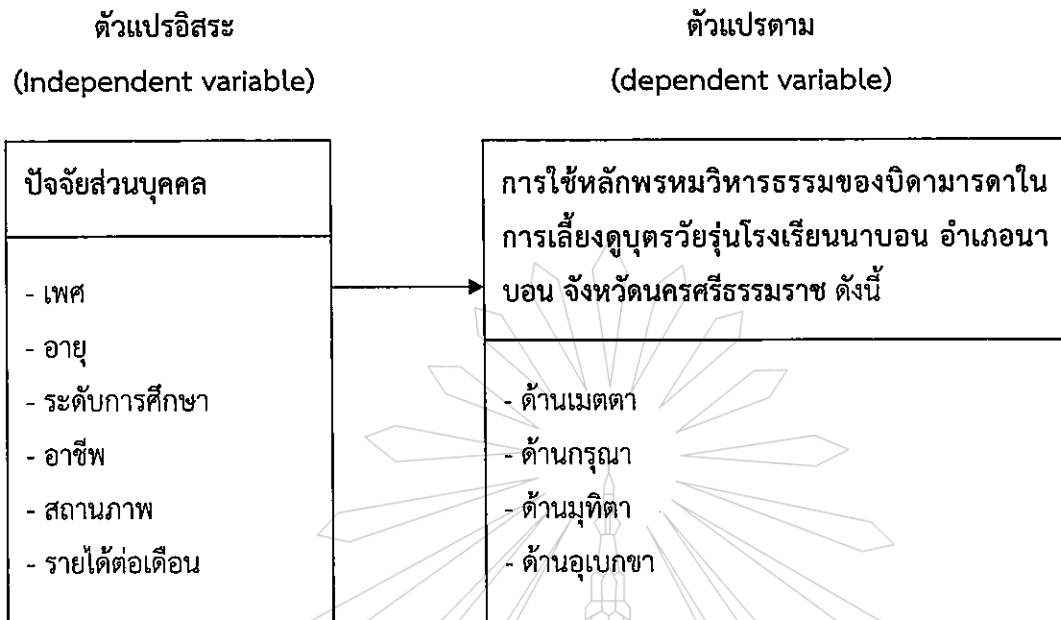 ตัวแปรอิสระ
(Independent variable)
ตัวแปรตาม
(dependent variable)
ปัจจัยส่วนบุคคล
- เพศ
- อายุ
- ระดับการศึกษา
- อาชีพ
- สถานภาพ
- รายได้ต่อเดือน
การใช้หลักพรหมวิหารธรรมของบิดามารดาใน
การเลี้ยงดูบุตรวัยรุ่นโรงเรียนนาบอน อำเภอนา
บอน จังหวัดนครศรีธรรมราช ดังนี้
- ด้านเมตตา
- ด้านกรุณา
- ด้านมุทิตา
- ด้านอุเบกขา